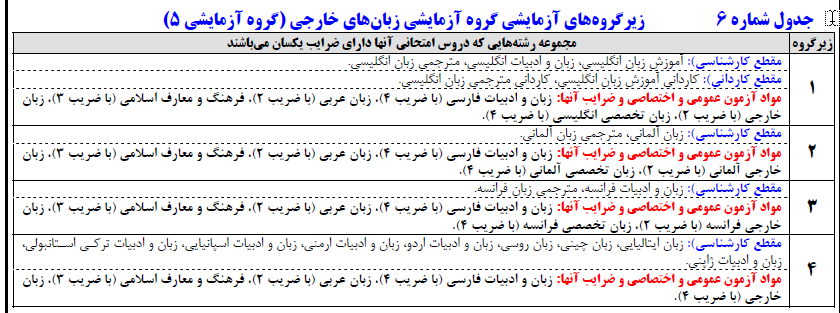 جدول شماره ۶ زیرگروه‌های آزمایشی گروه آزمایشی زبان‌های خارجی (گروه آزمایشی ۵)
زیرگروه مجموعه رشته‌هایی که دروس امتحانی آنها دارای ضرایب یکسان می‌باشند
۱
مقطع کارشناسی): آموزش زبان انگلیسی، زبان و ادبیات انگلیسی، مترجمی زبان انگلیسی.
مقطع کاردانی): کاردانی آموزش زبان انگلیسی، کاردانی مترجمی زبان انگلیسی.
مواد آزمون عمومی و اختصاصی و ضرایب آنها: زبان و ادبیات فارسی (با ضریب ۴)، زبان عربی (با ضریب ۲)، فرهنگ و معارف اسلامی (با ضریب ۳)، زبان
خارجی (با ضریب ۲)، زبان تخصصی انگلیسی (با ضریب ۴).
۲
مقطع کارشناسی): زبان آلمانی، مترجمی زبان آلمانی.
مواد آزمون عمومی و اختصاصی و ضرایب آنها: زبان و ادبیات فارسی (با ضریب ۴)، زبان عربی (با ضریب ۲)، فرهنگ و معارف اسلامی (با ضریب ۳)، زبان
خارجی آلمانی (با ضریب ۲)، زبان تخصصی آلمانی (با ضریب ۴).
۳
مقطع کارشناسی): زبان و ادبیات فرانسه، مترجمی زبان فرانسه.
مواد آزمون عمومی و اختصاصی و ضرایب آنها: زبان و ادبیات فارسی (با ضریب ۴)، زبان عربی (با ضریب ۲)، فرهنگ و معارف اسلامی (با ضریب ۳)، زبان
خارجی فرانسه (با ضریب ۲)، زبان تخصصی فرانسه (با ضریب ۴).
۴
مقطع کارشناسی): زبان ایتالیایی، زبان چینی، زبان روسی، زبان و ادبیات اردو، زبان و ادبیات ارمنی، زبان و ادبیات اسپانیایی، زبان و ادبیات ترکی استانبولی،
زبان و ادبیات ژاپنی.
مواد آزمون عمومی و اختصاصی و ضرایب آنها: زبان و ادبیات فارسی (با ضریب ۴)، زبان عربی (با ضریب ۲)، فرهنگ و معارف اسلامی (با ضریب ۳)، زبان
خارجی (با ضریب ۴).